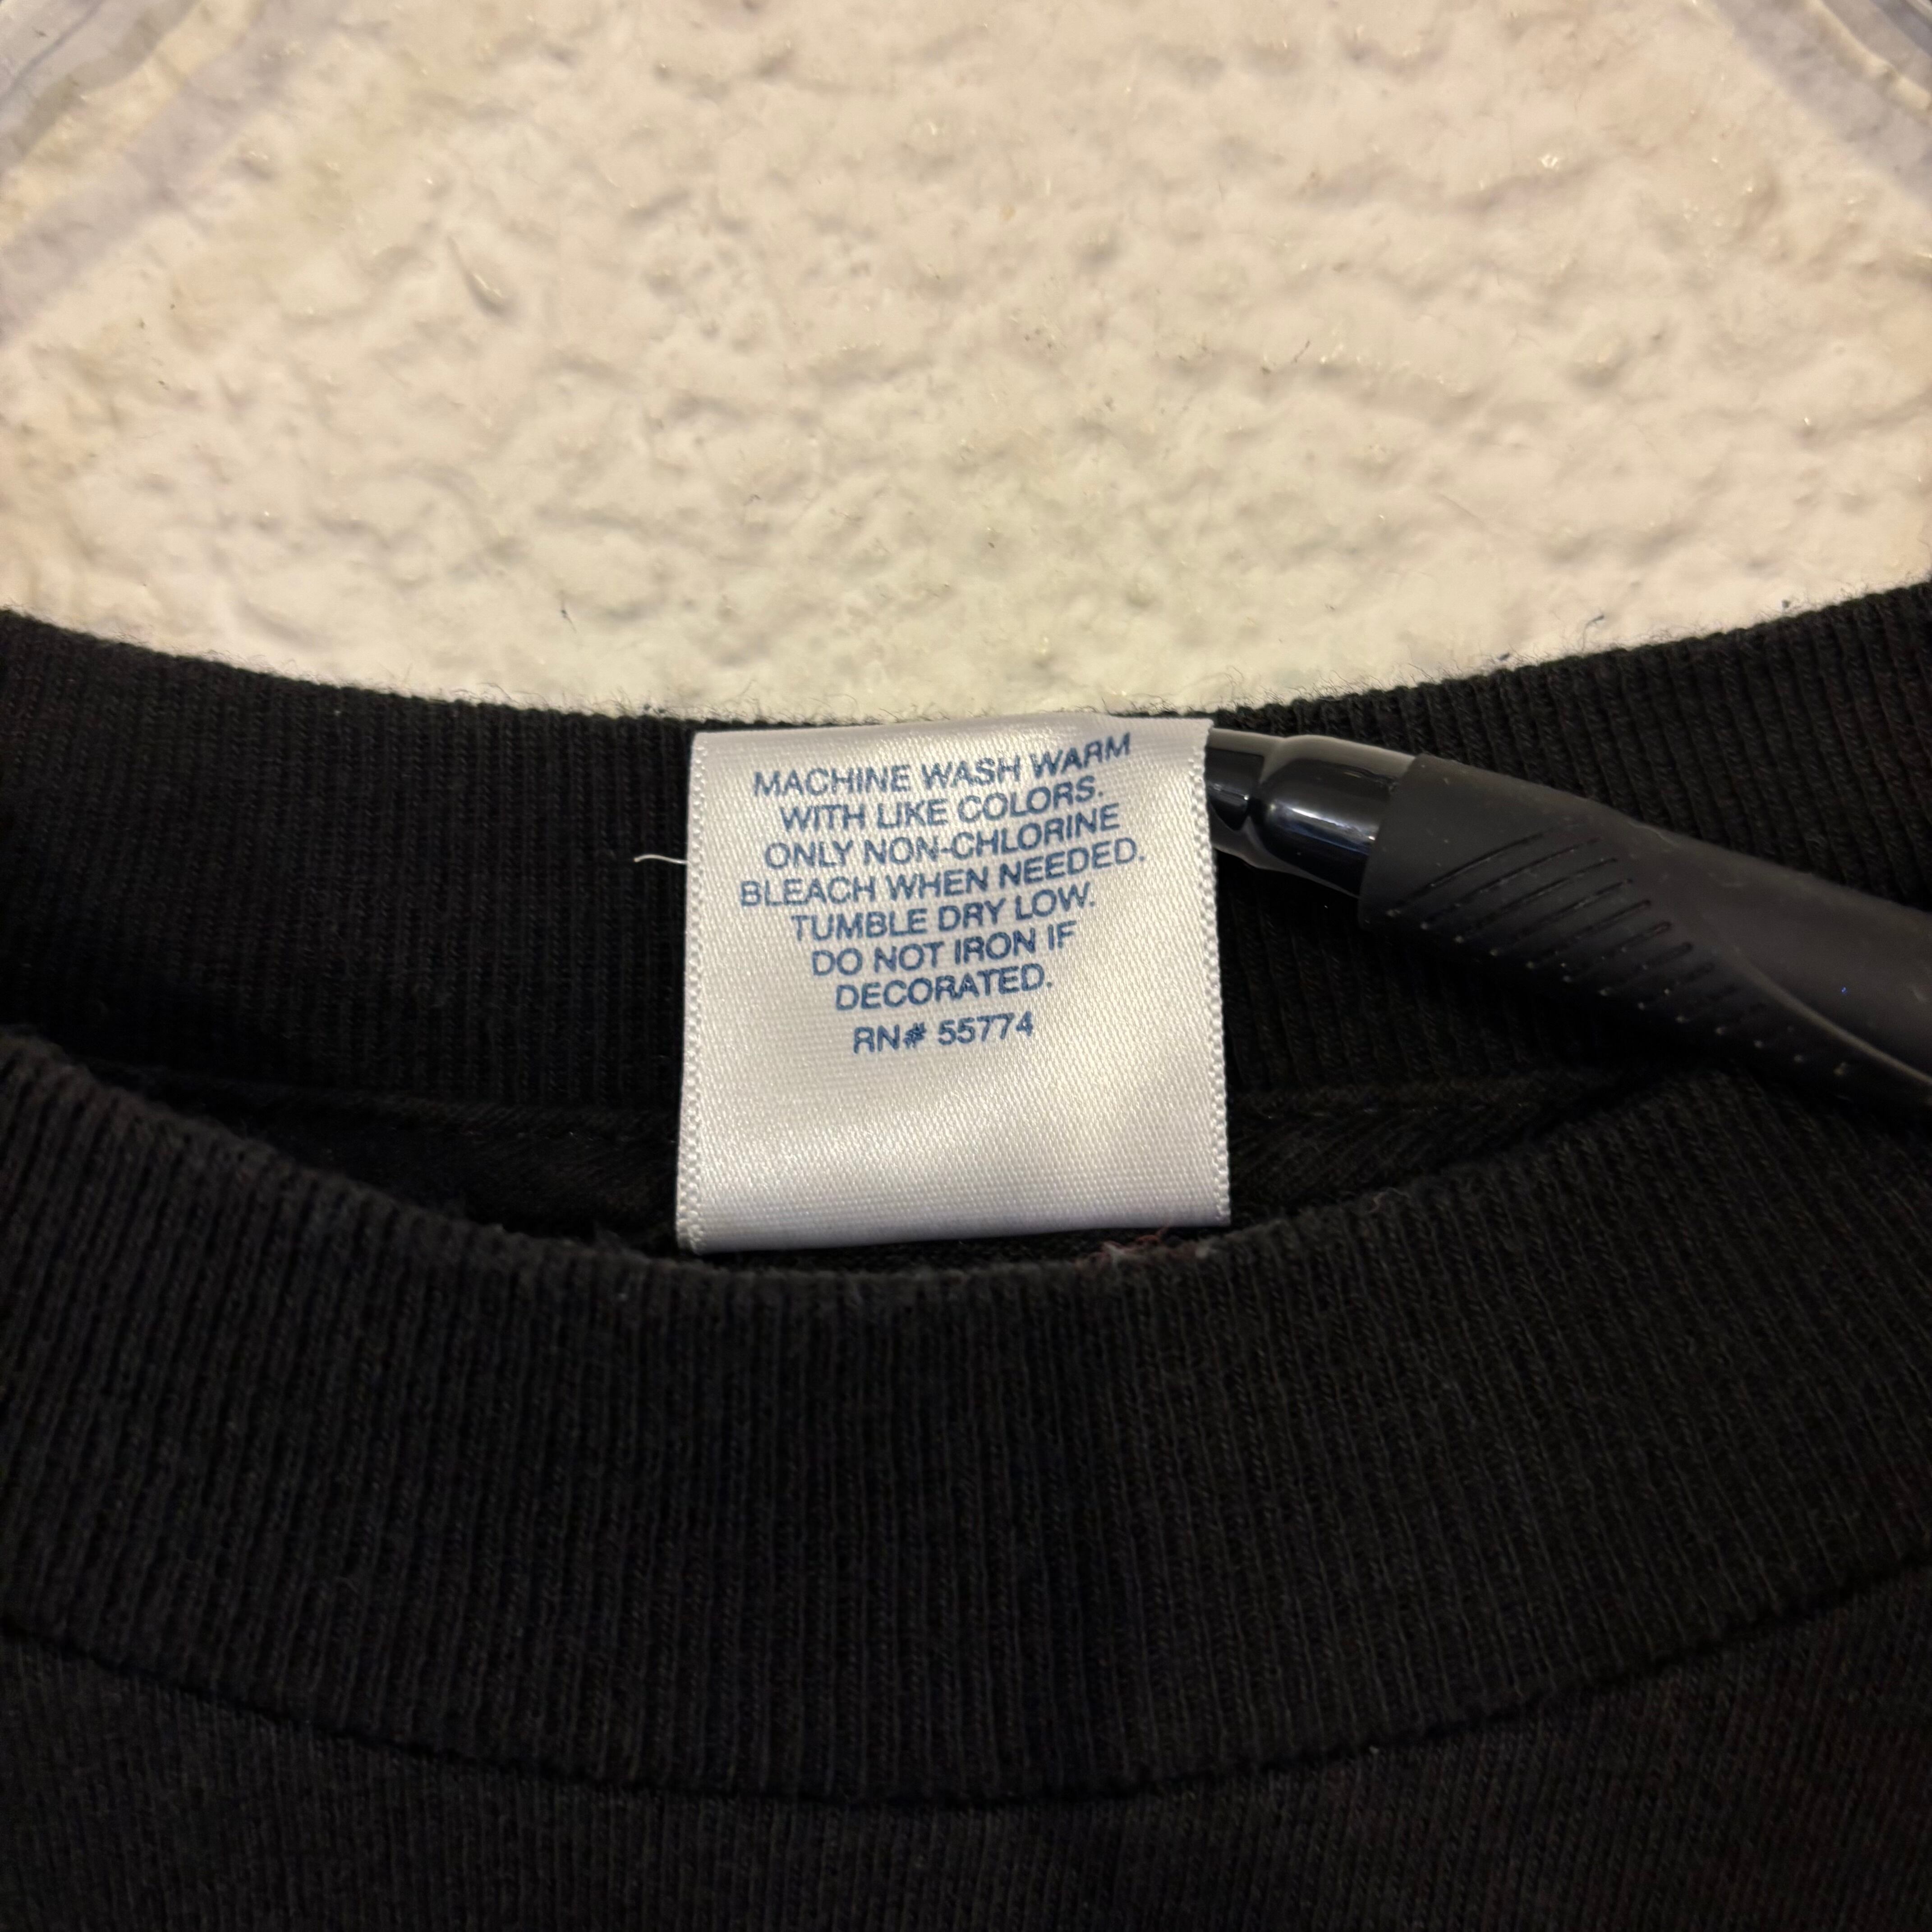 MACHINE WASH WARM
WITH LIKE COLORS.
ONLY NON-CHLORINE
BLEACH WHEN NEEDED.
TUMBLE DRY LOW.
DO NOT IRON IF
DECORATED.
RN# 55774